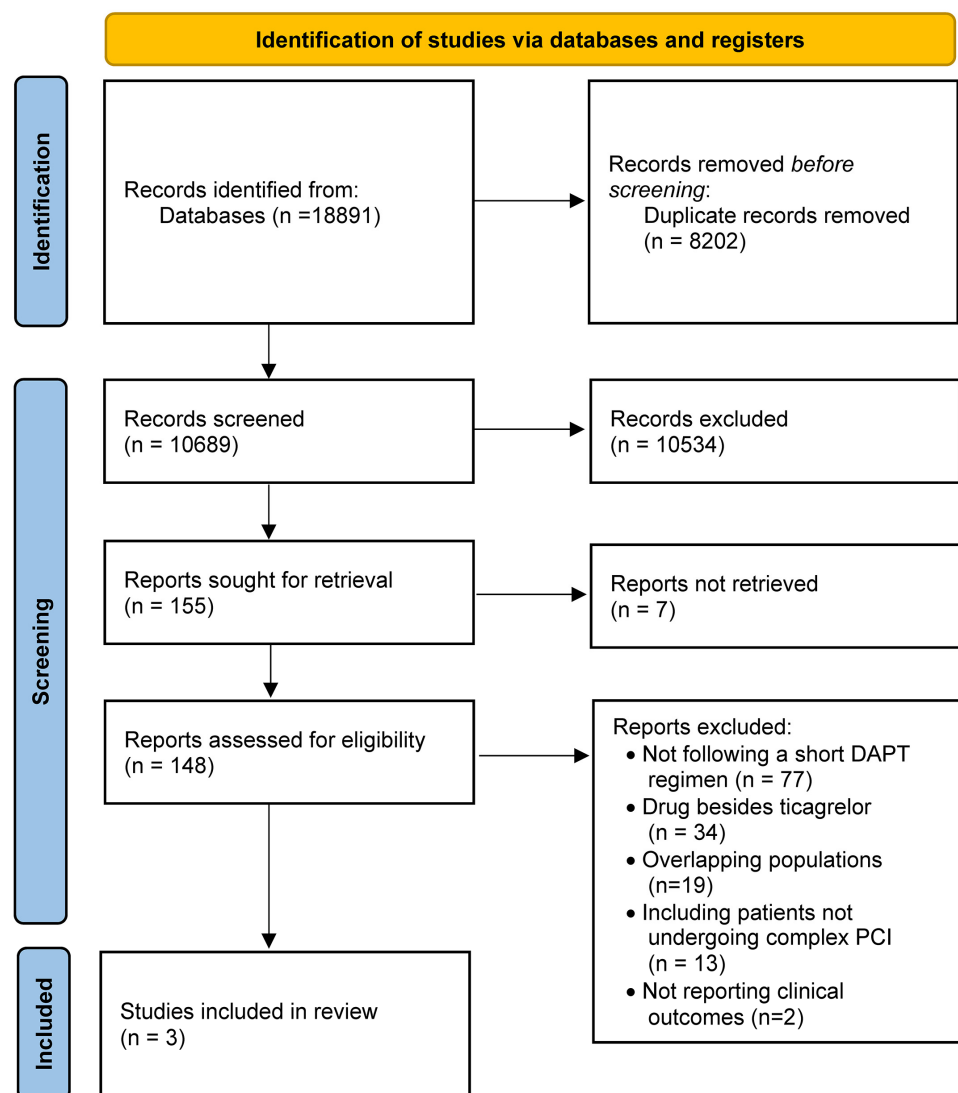 Identification of studies via databases and registers
Identification
Records identified from:
Databases (n =18891)
Records removed before
screening:
Duplicate records removed
(n = 8202)
Screening
Records screened
(n = 10689)
Records excluded
(n = 10534)
Reports sought for retrieval
(n = 155)
Reports not retrieved
(n = 7)
Reports assessed for eligibility
(n = 148)
Reports excluded:
• Not following a short DAPT
regimen (n = 77)
• Drug besides ticagrelor
(n = 34)
• Overlapping populations
(n=19)
• Including patients not
undergoing complex PCI
(n = 13)
• Not reporting clinical
outcomes (n=2)
Included
Studies included in review
(n = 3)